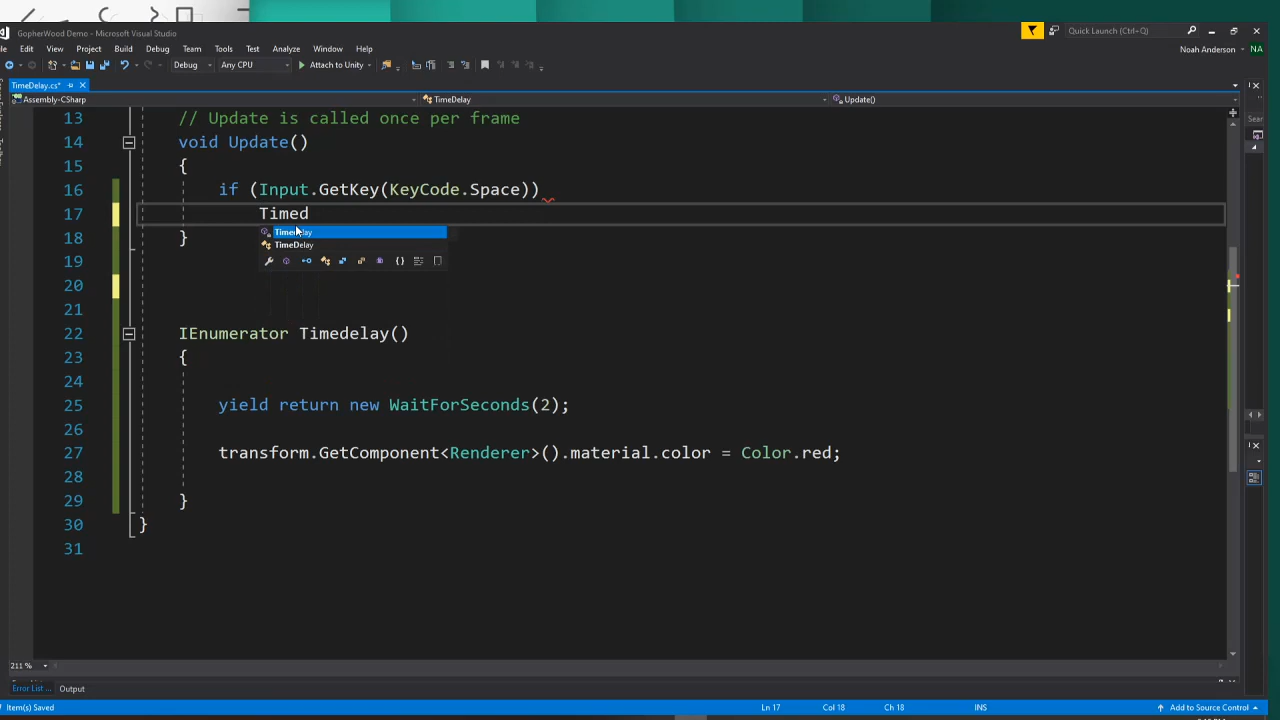 GopherWood Demo - Microsoft Visual Studio
Quick Launch (Ctrl+Q)
Edit View Project Build Debug Team Tools Test Analyze Window Help
Noah Anderson NA
Debug Any CPU Attach to Unity
TimeDelay.cs*
Assembly-CSharp TimeDelay Update()
13 // Update is called once per frame
14 void Update()
15 {
16 if (Input.GetKey(KeyCode.Space))
17 Timed
Timedelay
18 }
TimeDelay
19
20
21
22 IEnumerator Timedelay()
23 {
24
25 yield return new WaitForSeconds(2);
26
27 transform.GetComponent<Renderer>().material.color = Color.red;
28
29 }
30 }
31
211 %
Error List ... Output
Item(s) Saved Ln 17 Col 18 Ch 18 INS Add to Source Control